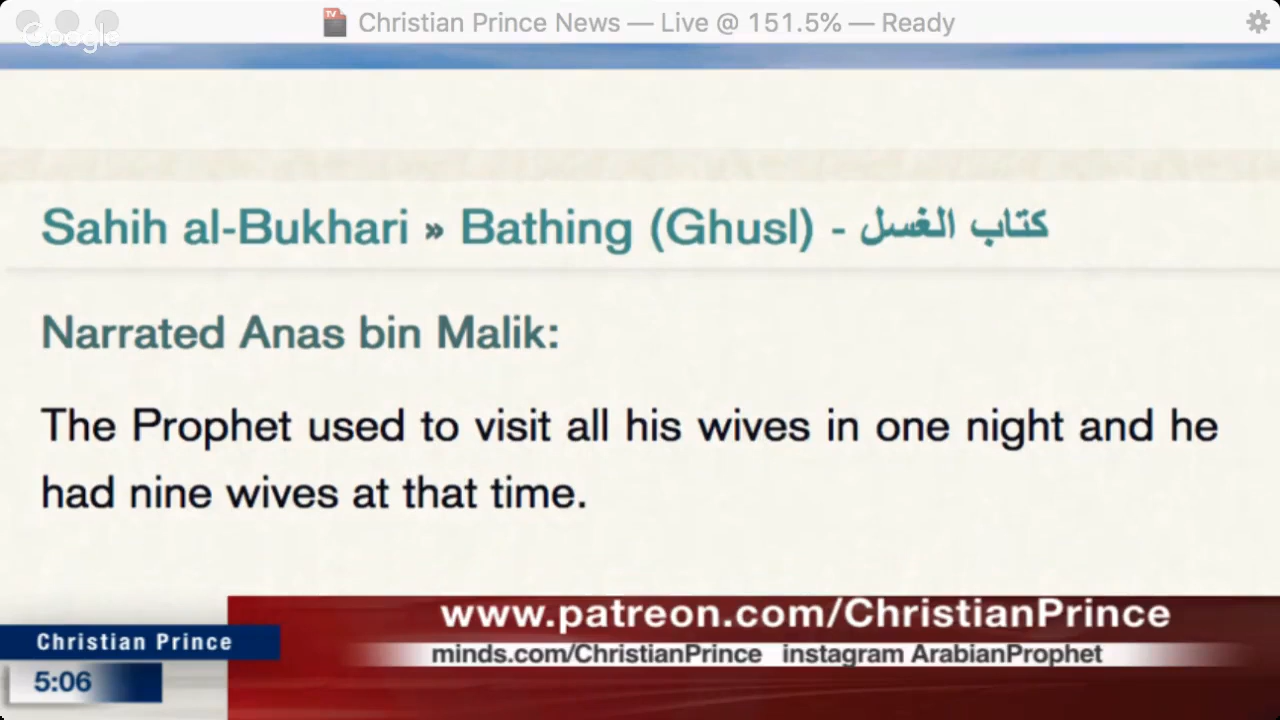 TV
Christian Prince News — Live @ 151.5% — Ready
Google
Sahih al-Bukhari » Bathing (Ghusl) - كتاب الغسل
Narrated Anas bin Malik:
The Prophet used to visit all his wives in one night and he
had nine wives at that time.
www.patreon.com/ChristianPrince
Christian Prince
minds.com/ChristianPrince instagram ArabianProphet
5:06